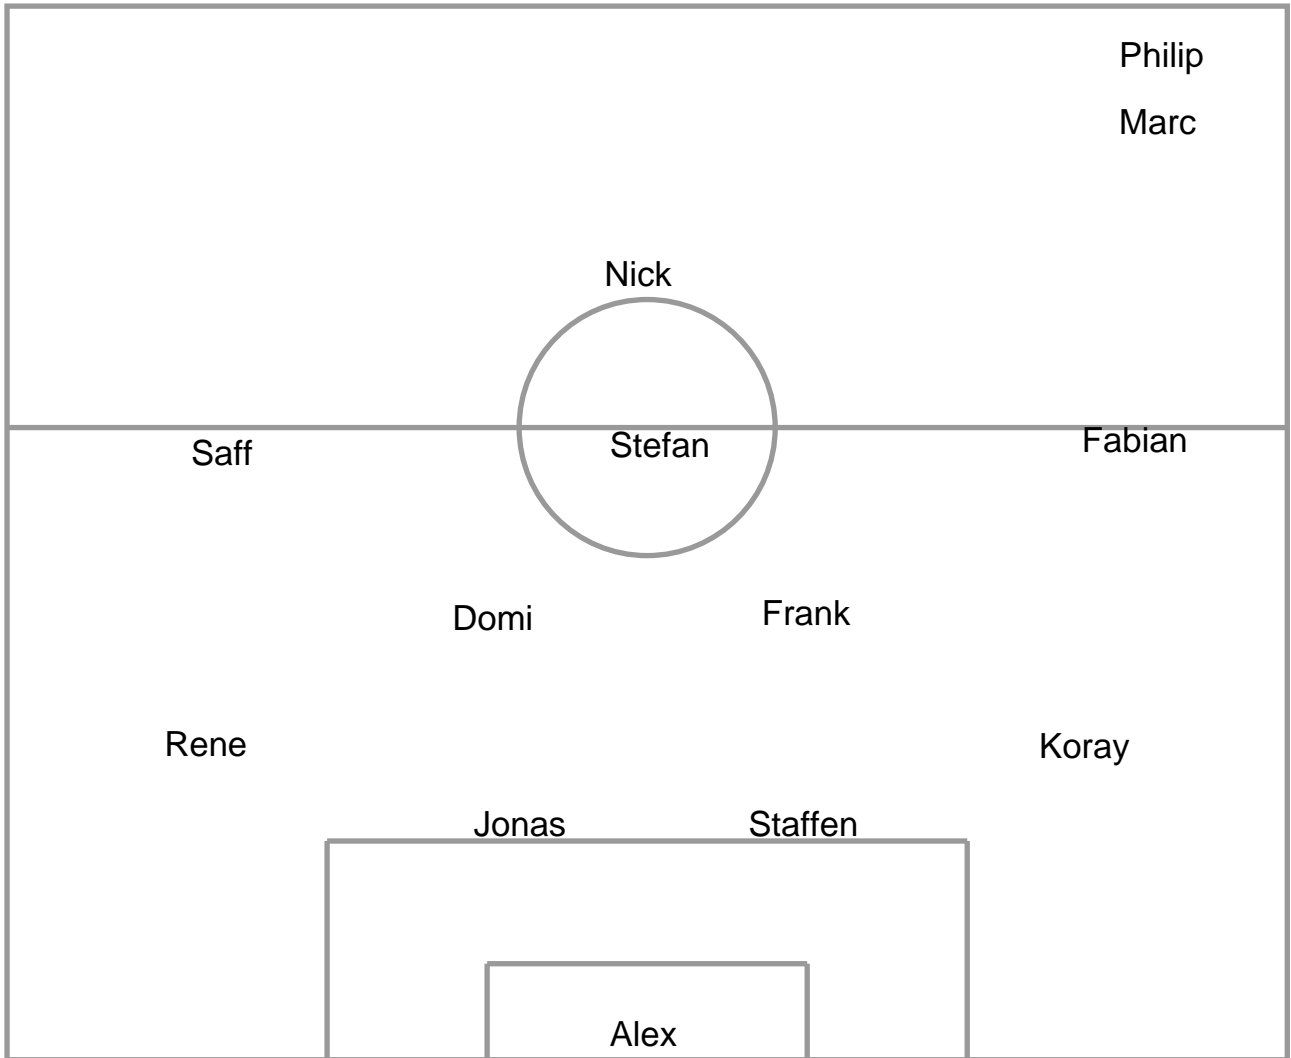 Philip
Marc
Nick
Saff
Stefan
Fabian
Domi
Frank
Rene
Koray
Jonas
Staffen
Alex